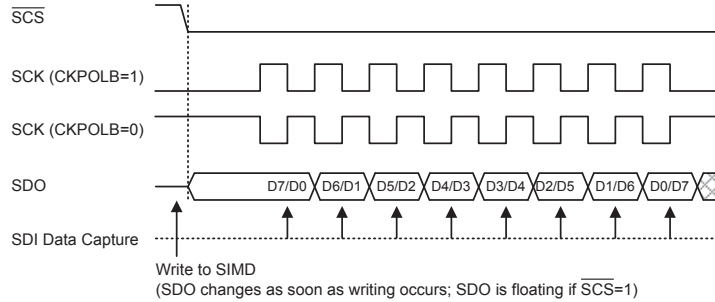 SCS
SCK (CKPOLB=1)
SCK (CKPOLB=0)
SDO D7/D0 D6/D1 D5/D2 D4/D3 D3/D4 D2/D5 D1/D6 D0/D7
SDI Data Capture
Write to SIMD
(SDO changes as soon as writing occurs; SDO is floating if SCS=1)